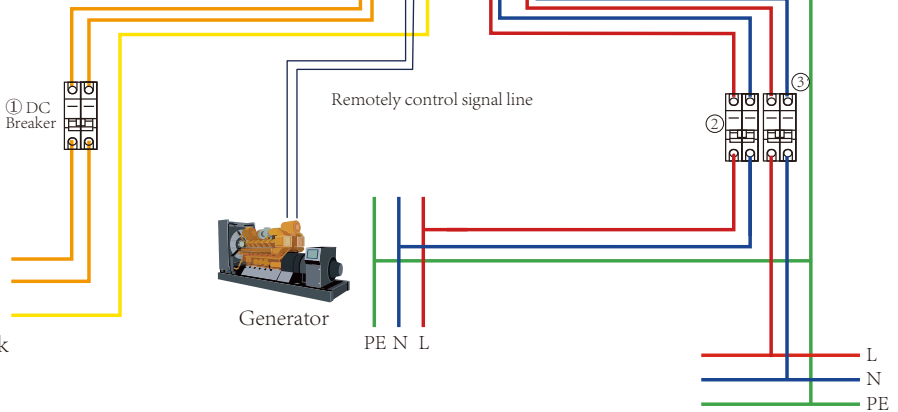 ① DC
Breaker
Remotely control signal line
②
③
Generator
PE N L
k
L
N
PE